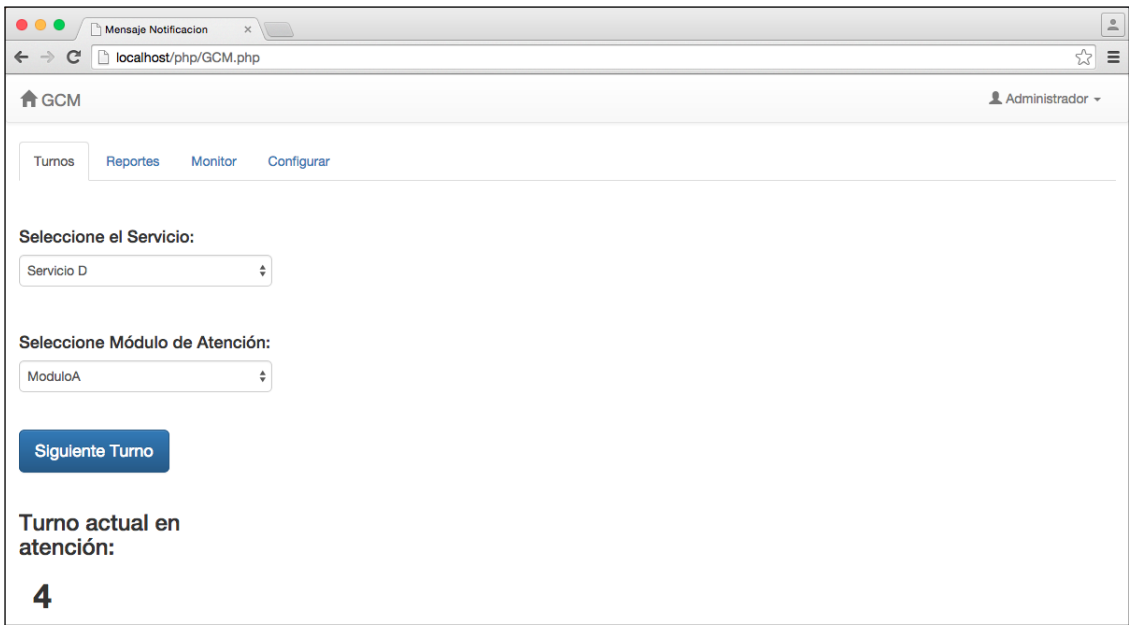 Mensaje Notificacion
localhost/php/GCM.php
GCM
Administrador
Turnos Reportes Monitor Configurar
Seleccione el Servicio:
Servicio D
Seleccione Módulo de Atención:
ModuloA
Siguiente Turno
Turno actual en
atención:
4